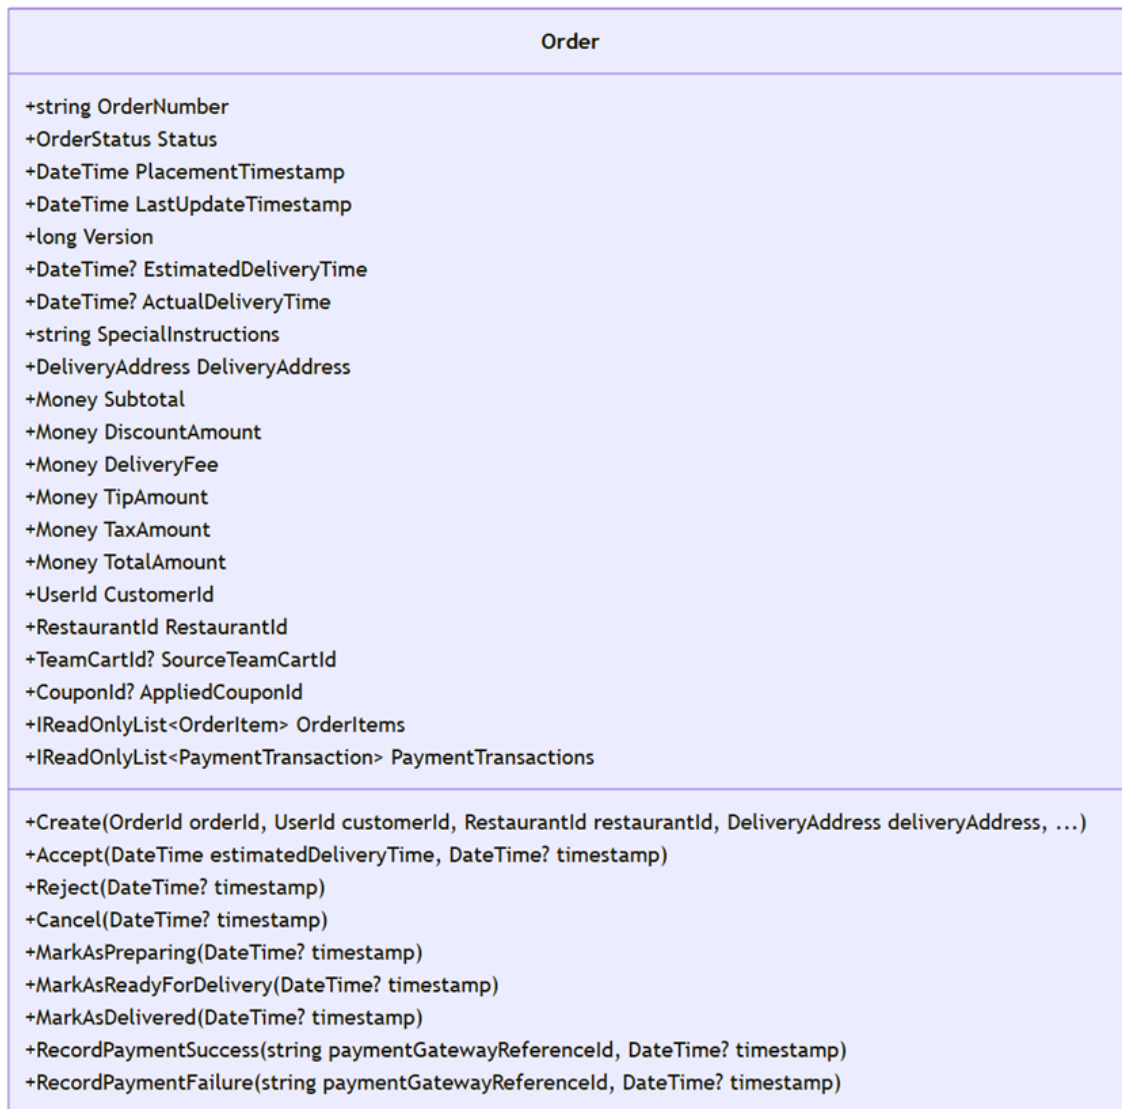 Order
+string OrderNumber
+OrderStatus Status
+DateTime PlacementTimestamp
+DateTime LastUpdateTimestamp
+long Version
+DateTime? EstimatedDeliveryTime
+DateTime? ActualDeliveryTime
+string SpecialInstructions
+DeliveryAddress DeliveryAddress
+Money Subtotal
+Money DiscountAmount
+Money DeliveryFee
+Money TipAmount
+Money TaxAmount
+Money TotalAmount
+UserId CustomerId
+RestaurantId RestaurantId
+TeamCartId? SourceTeamCartId
+CouponId? AppliedCouponId
+IReadOnlyList<OrderItem> OrderItems
+IReadOnlyList<PaymentTransaction> PaymentTransactions
+Create(OrderId orderId, UserId customerId, RestaurantId restaurantId, DeliveryAddress deliveryAddress, ...)
+Accept(DateTime estimatedDeliveryTime, DateTime? timestamp)
+Reject(DateTime? timestamp)
+Cancel(DateTime? timestamp)
+MarkAsPreparing(DateTime? timestamp)
+MarkAsReadyForDelivery(DateTime? timestamp)
+MarkAsDelivered(DateTime? timestamp)
+RecordPaymentSuccess(string paymentGatewayReferenceId, DateTime? timestamp)
+RecordPaymentFailure(string paymentGatewayReferenceId, DateTime? timestamp)